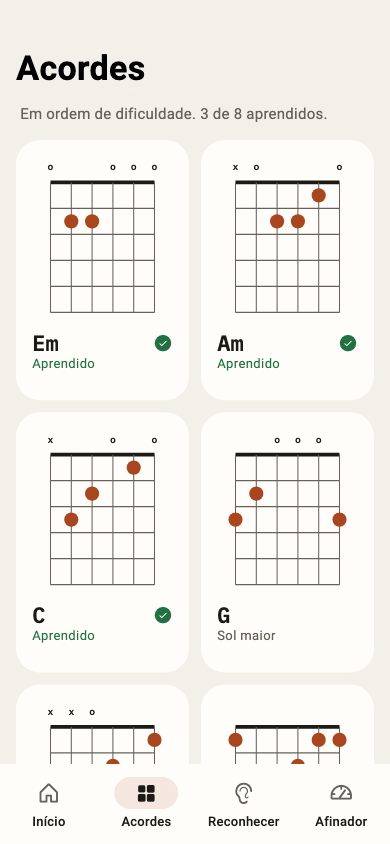 Acordes
Em ordem de dificuldade. 3 de 8 aprendidos.
o o o o
x o o
Em
Aprendido
Am
Aprendido
x o o
o o o
C
Aprendido
G
Sol maior
x x o
Início
Acordes
Reconhecer
Afinador